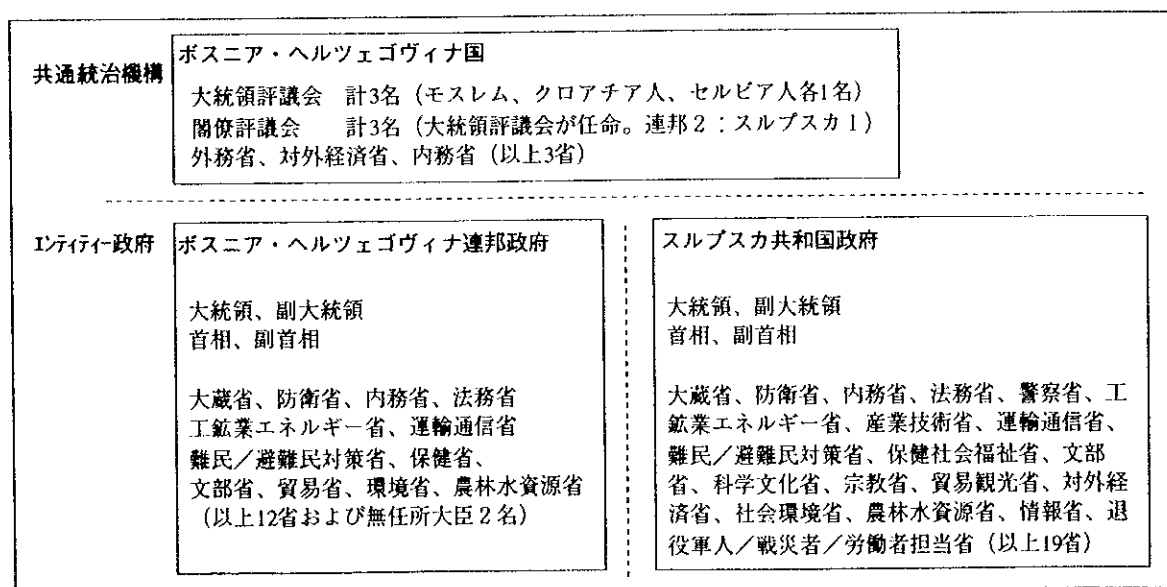 共通統治機構
ボスニア・ヘルツェゴヴィナ国
大統領評議会　計3名（モスレム、クロアチア人、セルビア人各1名）
閣僚評議会　計3名（大統領評議会が任命。連邦2：スルプスカ1）
外務省、対外経済省、内務省（以上3省）
エンティティー政府
ボスニア・ヘルツェゴヴィナ連邦政府
大統領、副大統領
首相、副首相
大蔵省、防衛省、内務省、法務省
工鉱業エネルギー省、運輸通信省
難民／避難民対策省、保健省、
文部省、貿易省、環境省、農林水資源省
（以上12省および無任所大臣2名）
スルプスカ共和国政府
大統領、副大統領
首相、副首相
大蔵省、防衛省、内務省、法務省、警察省、工
鉱業エネルギー省、産業技術省、運輸通信省、
難民／避難民対策省、保健社会福祉省、文部
省、科学文化省、宗教省、貿易観光省、対外経
済省、社会環境省、農林水資源省、情報省、退
役軍人／戦災者／労働者担当省（以上19省）